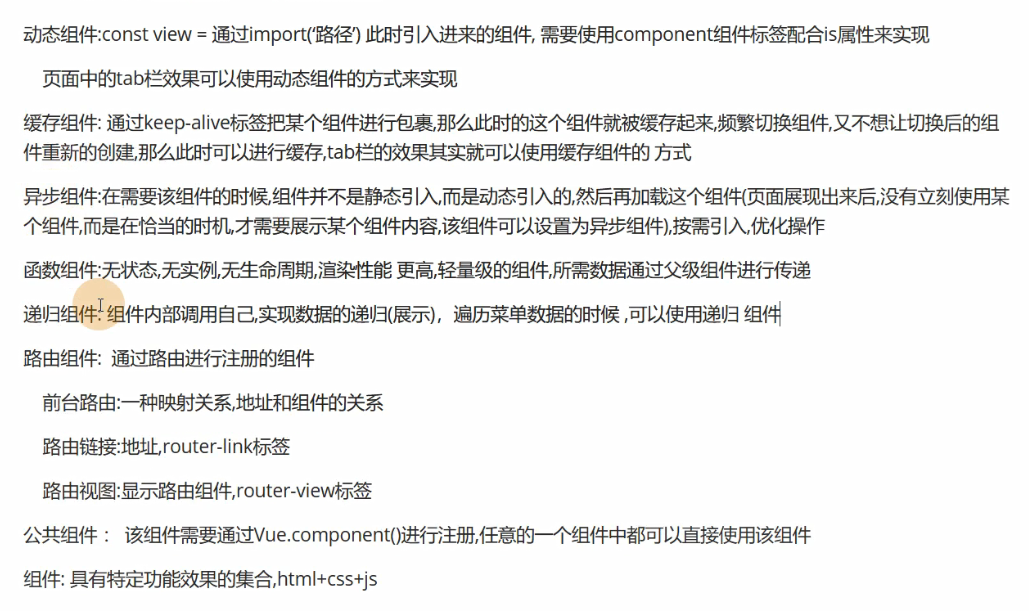 动态组件:const view = 通过import(‘路径’) 此时引入进来的组件, 需要使用component组件标签配合is属性来实现
页面中的tab栏效果可以使用动态组件的方式来实现
缓存组件: 通过keep-alive标签把某个组件进行包裹,那么此时的这个组件就被缓存起来,频繁切换组件,又不想让切换后的组
件重新的创建,那么此时可以进行缓存,tab栏的效果其实就可以使用缓存组件的 方式
异步组件:在需要该组件的时候,组件并不是静态引入,而是动态引入的,然后再加载这个组件(页面展现出来后,没有立刻使用某
个组件,而是在恰当的时机,才需要展示某个组件内容,该组件可以设置为异步组件),按需引入,优化操作
函数组件:无状态,无实例,无生命周期,渲染性能 更高,轻量级的组件,所需数据通过父级组件进行传递
递归组件: 组件内部调用自己,实现数据的递归(展示)，遍历菜单数据的时候 ,可以使用递归 组件
路由组件: 通过路由进行注册的组件
前台路由:一种映射关系,地址和组件的关系
路由链接:地址,router-link标签
路由视图:显示路由组件,router-view标签
公共组件： 该组件需要通过Vue.component()进行注册,任意的一个组件中都可以直接使用该组件
组件: 具有特定功能效果的集合,html+css+js